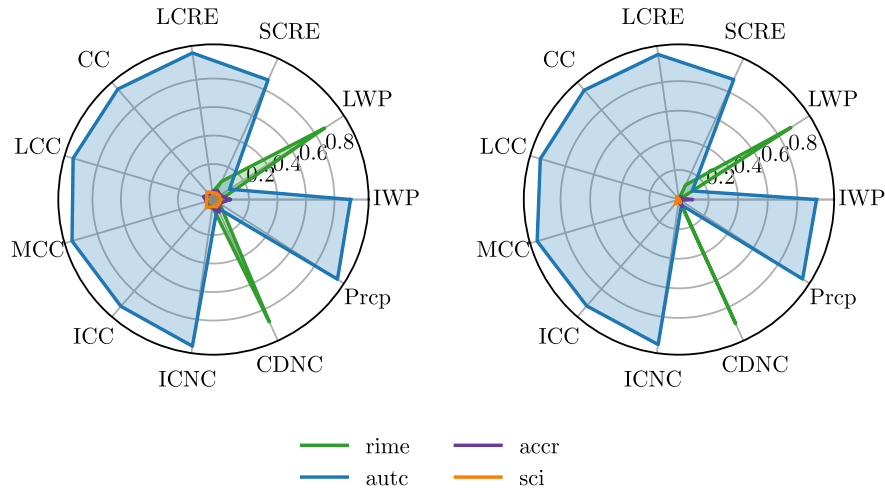 LCRE
SCRE
CC
LWP
LCC
0.8
0.6
0.4
0.2
IWP
MCC
Prcp
ICC
CDNC
ICNC
LCRE
SCRE
CC
LWP
LCC
0.8
0.6
0.4
0.2
IWP
MCC
Prcp
ICC
CDNC
ICNC
rime
accr
autc
sci